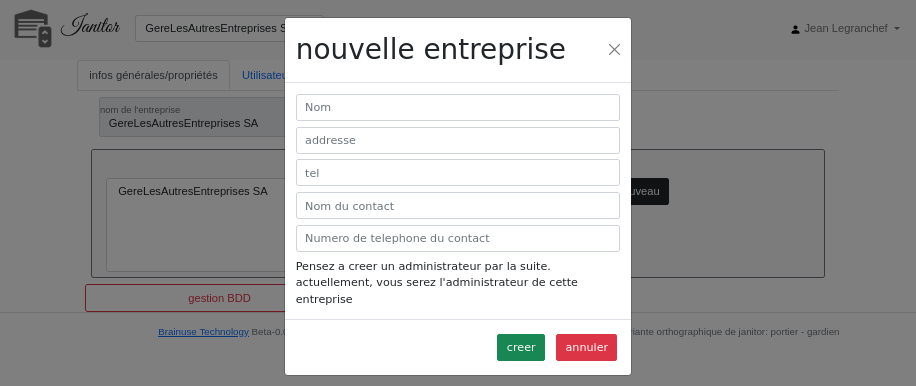 Janitor
GereLesAutresEntreprises S
Jean Legranchef
nouvelle entreprise
infos générales/propriétés
Utilisateu
nom de l'entreprise
GereLesAutresEntreprises SA
Nom
addresse
tel
Nom du contact
Numero de telephone du contact
GereLesAutresEntreprises SA
uveau
Pensez a creer un administrateur par la suite.
actuellement, vous serez l'administrateur de cette
entreprise
gestion BDD
Brainuse Technology Beta-0.
iante orthographique de janitor: portier - gardien
creer
annuler